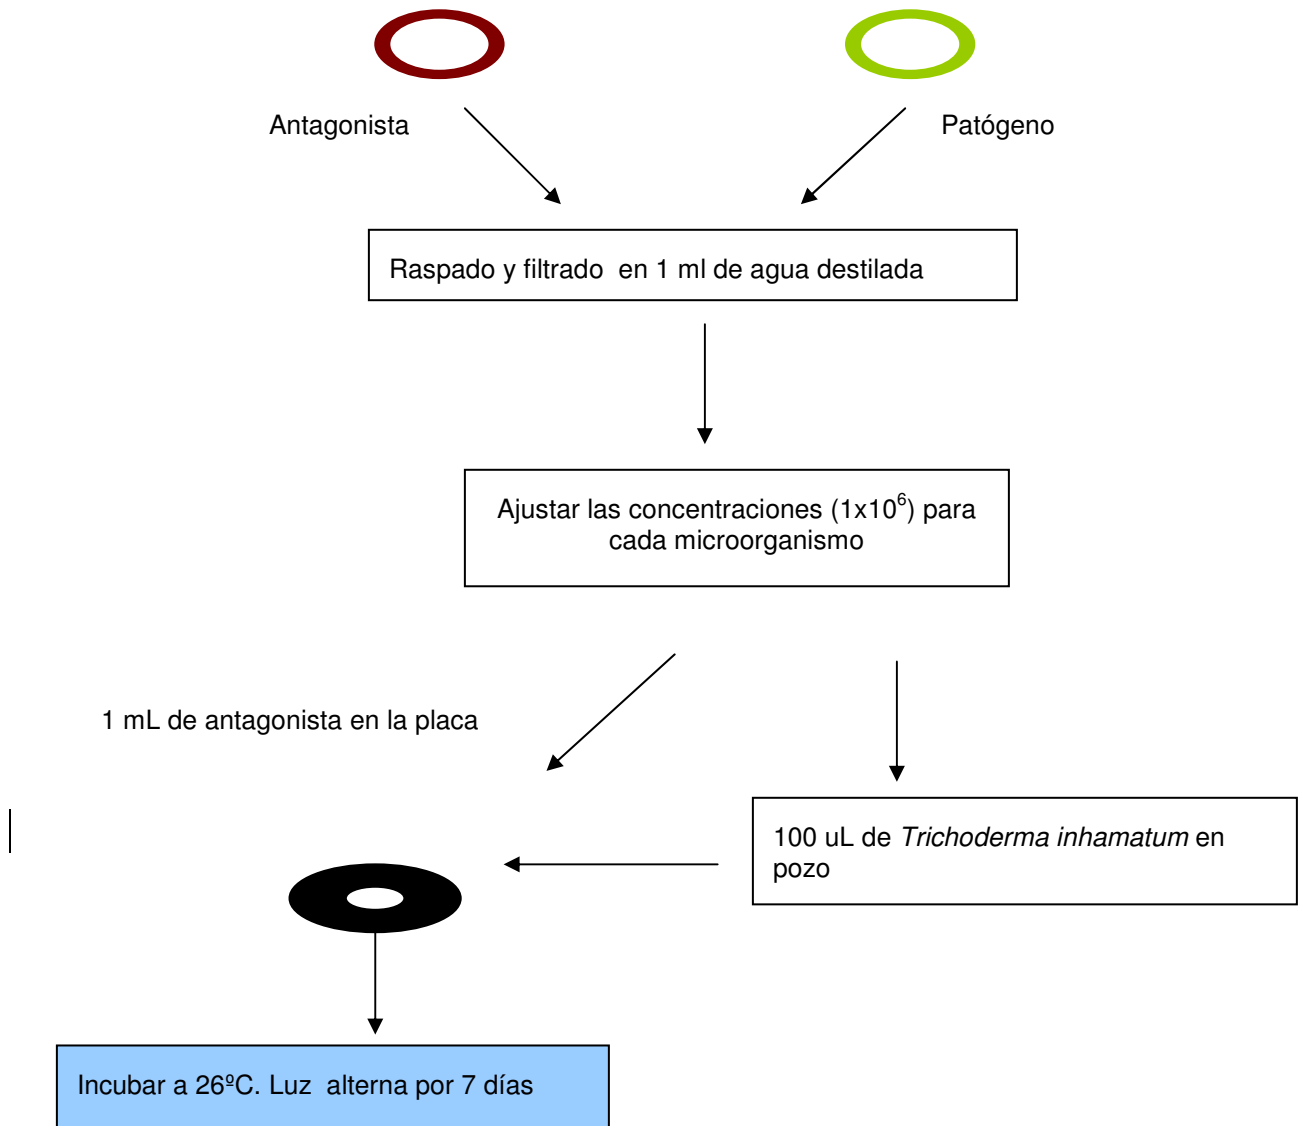 Antagonista
Patógeno
Raspado y filtrado en 1 ml de agua destilada
Ajustar las concentraciones (1x10⁶) para
cada microorganismo
1 mL de antagonista en la placa
100 uL de Trichoderma inhamatum en
pozo
Incubar a 26ºC. Luz alterna por 7 días